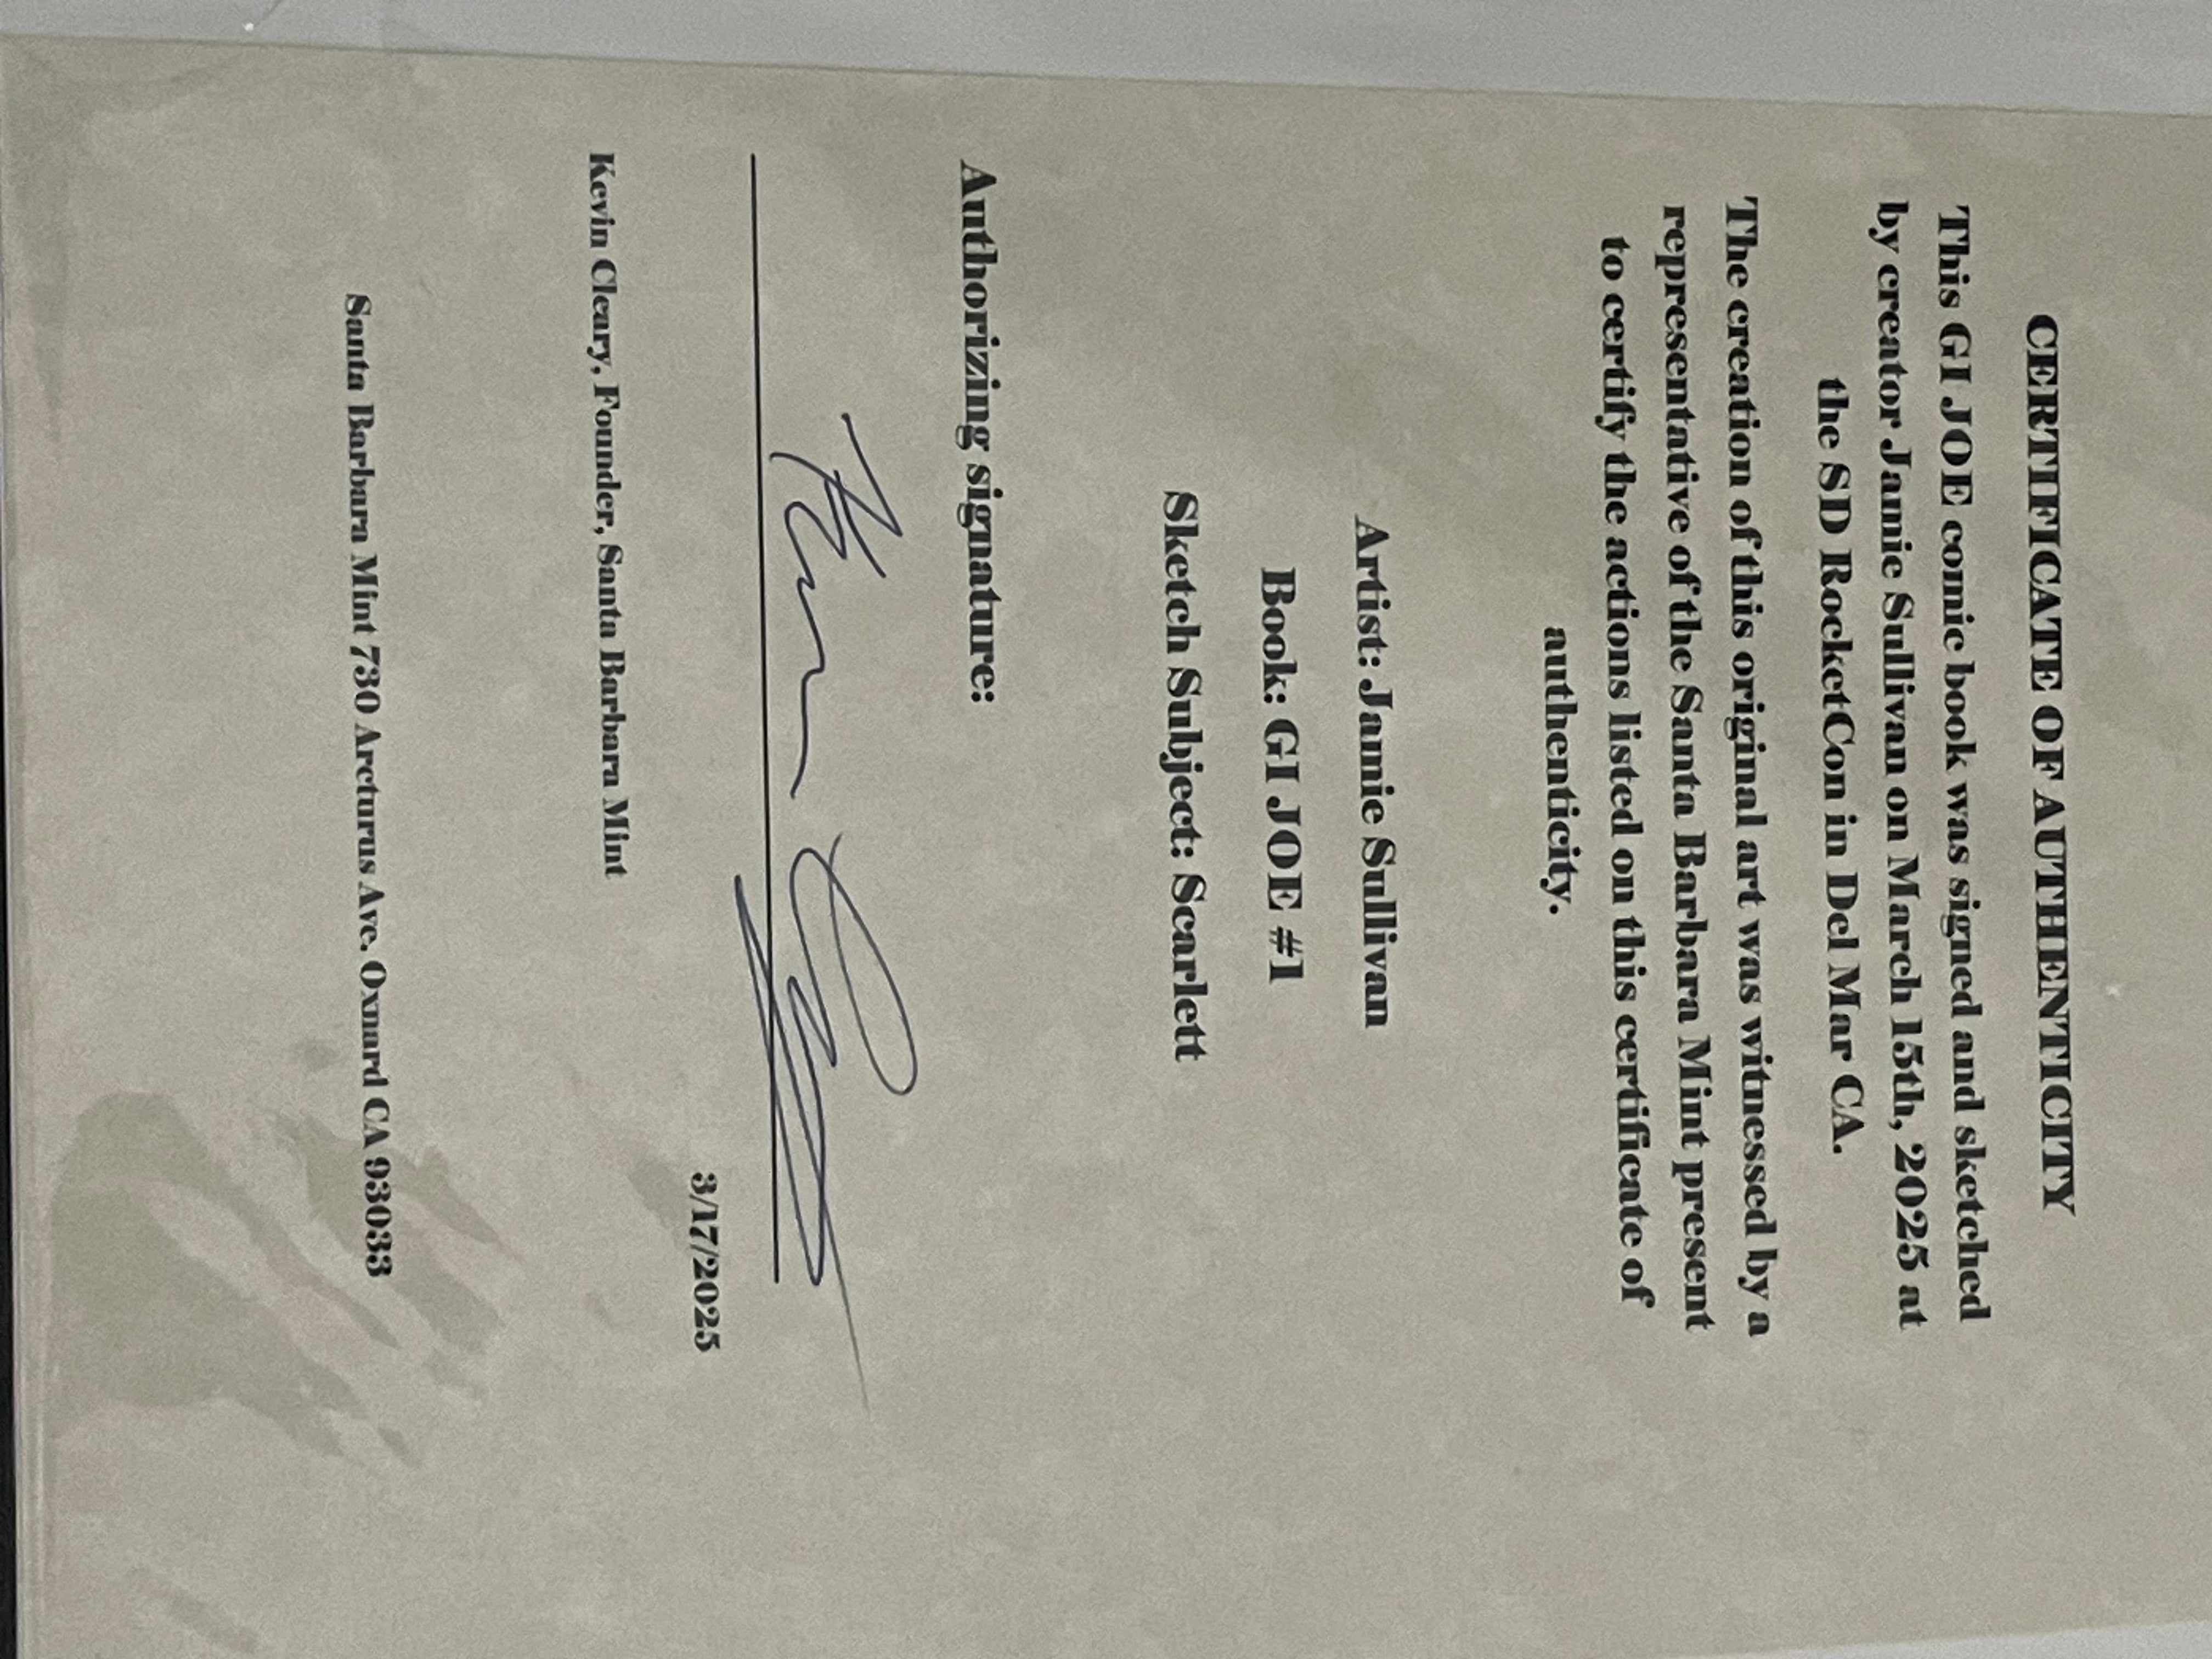 CERTIFICATE OF AUTHENTICITY
This GI JOE comic book was signed and sketched
by creator Jamie Sullivan on March 15th, 2025 at
the SD RocketCon in Del Mar CA.
The creation of this original art was witnessed by a
representative of the Santa Barbara Mint present
to certify the actions listed on this certificate of
authenticity.
Artist: Jamie Sullivan
Book: GI JOE #1
Sketch Subject: Scarlett
Authorizing signature:
3/17/2025
Kevin Cleary, Founder, Santa Barbara Mint
Santa Barbara Mint 730 Arcturus Ave. Oxnard CA 93033